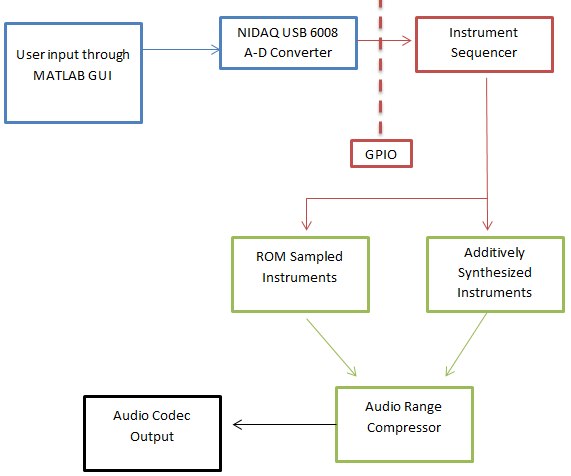 User input through
MATLAB GUI
NIDAQ USB 6008
A-D Converter
Instrument
Sequencer
GPIO
ROM Sampled
Instruments
Additively
Synthesized
Instruments
Audio Range
Compressor
Audio Codec
Output